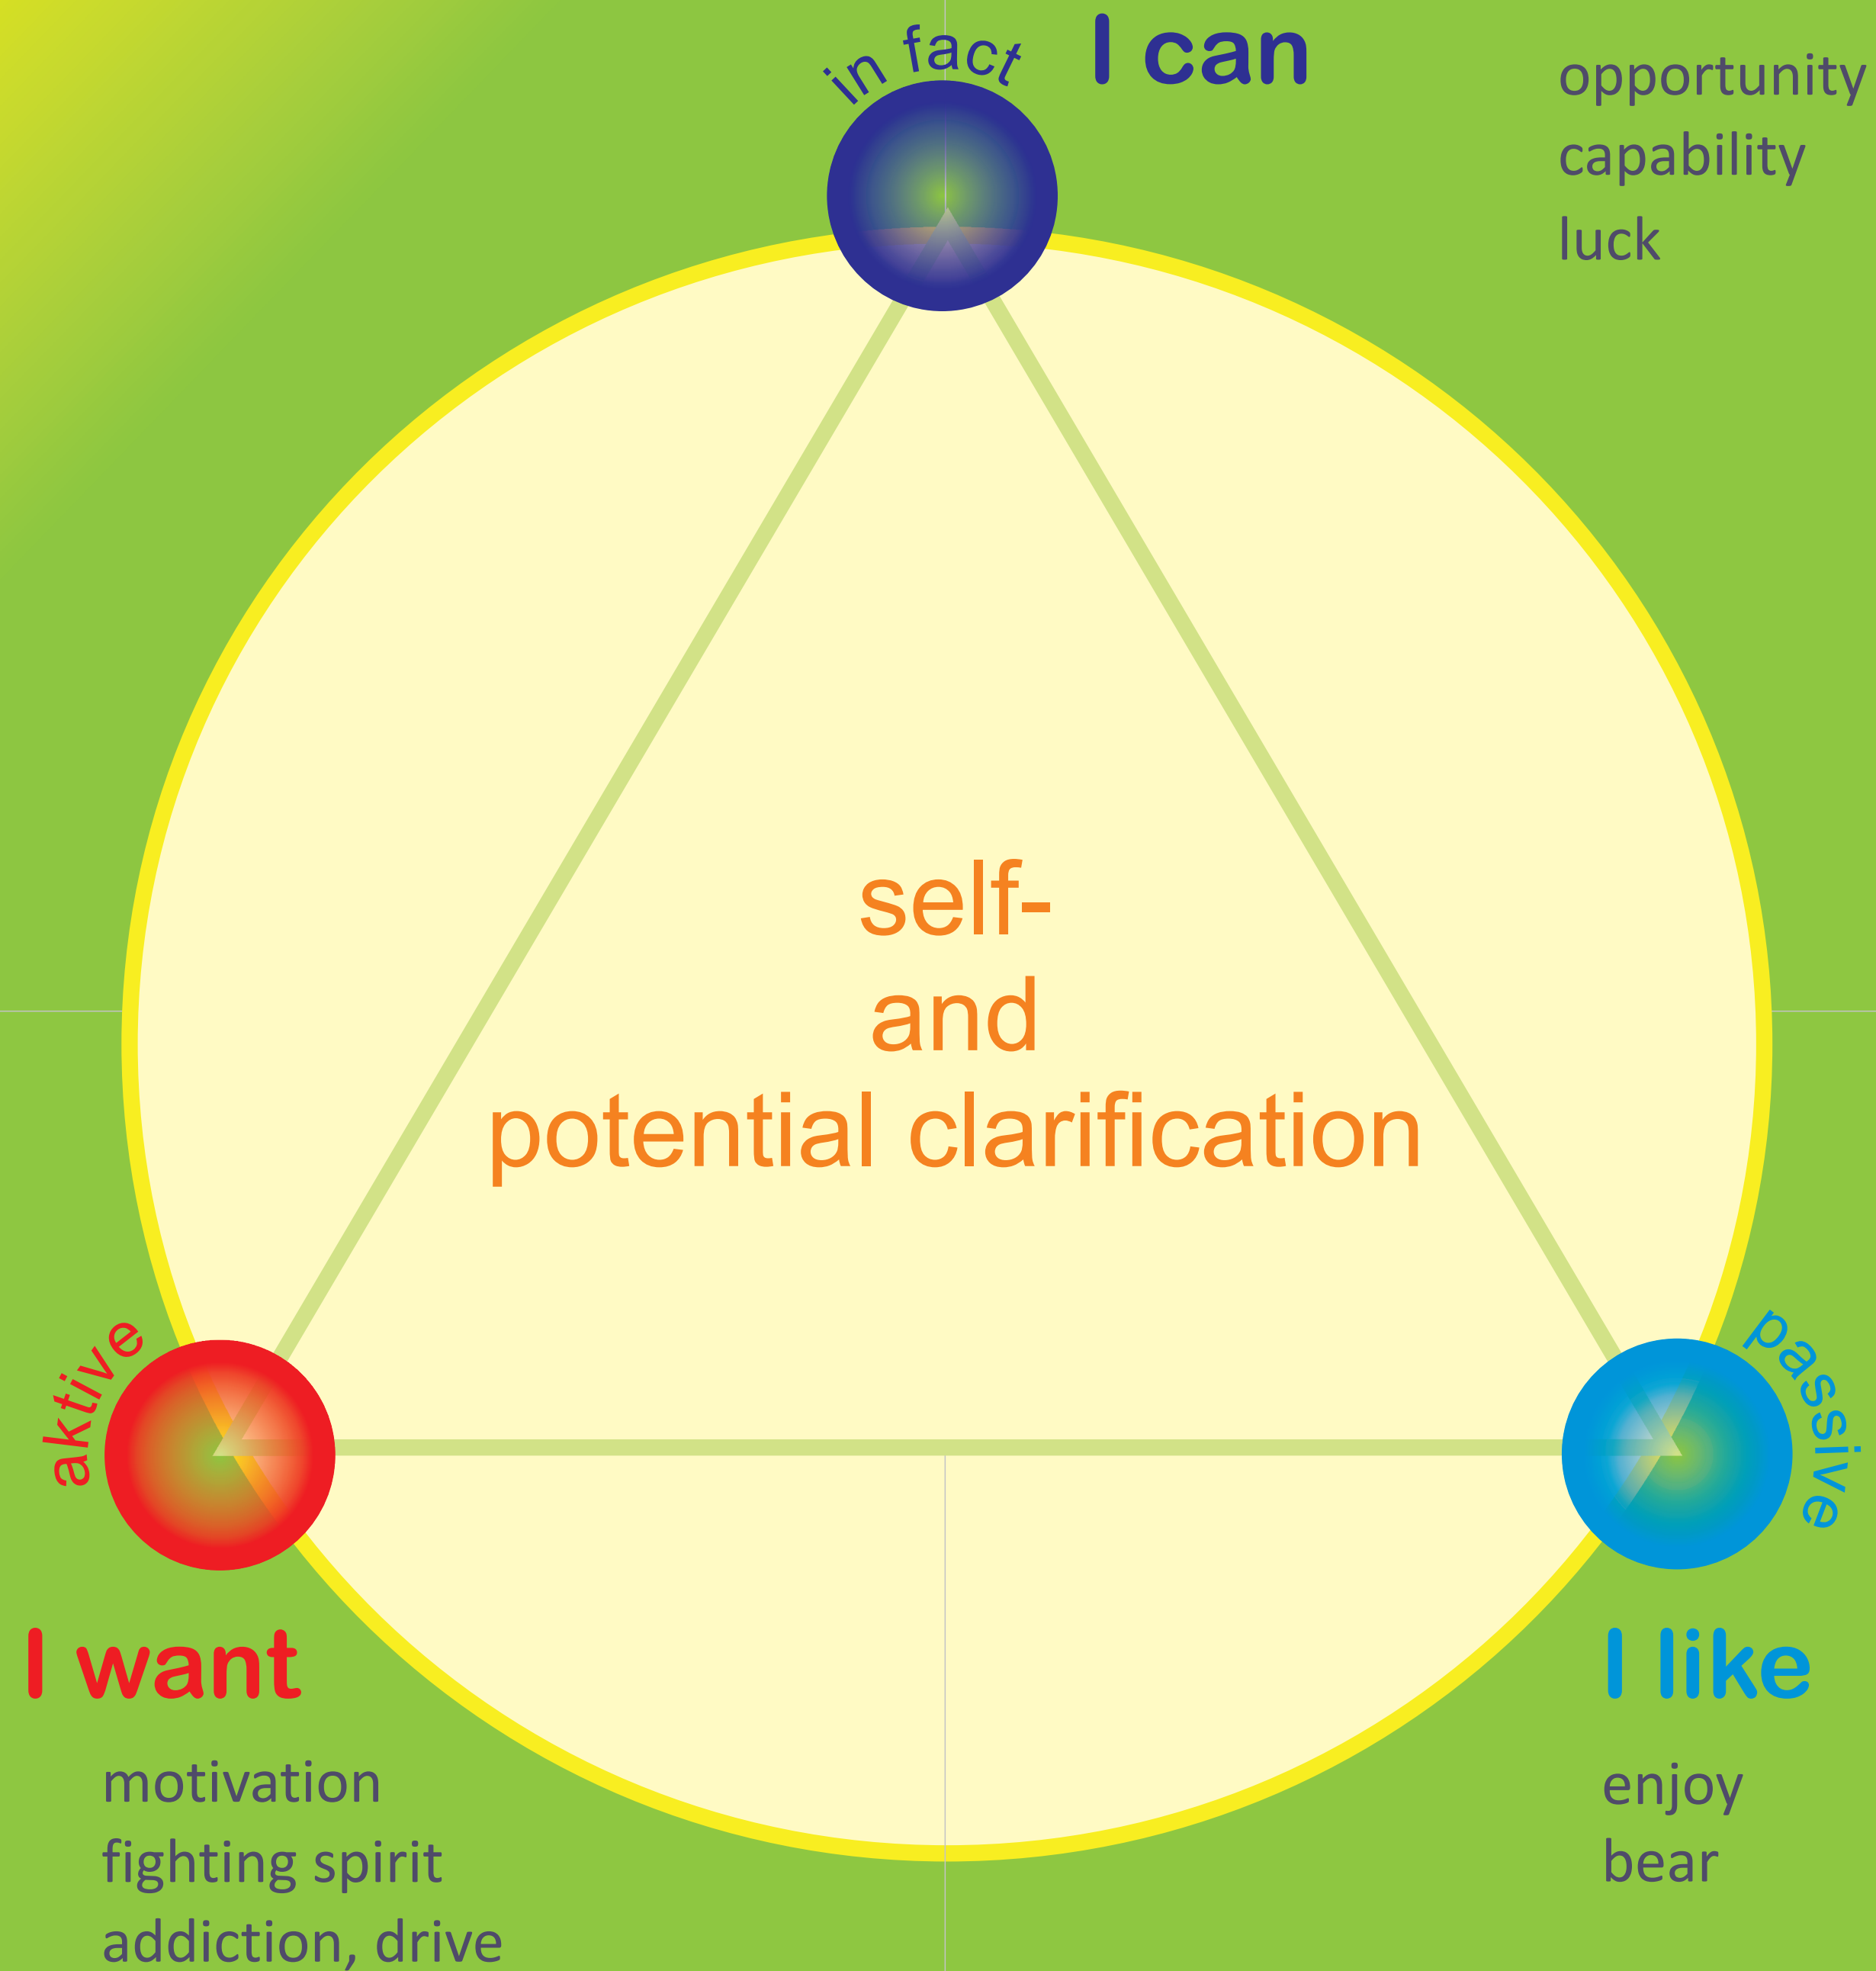 in fact
I can
opportunity
capability
luck
self-
and
potential clarification
aktive
passive
I want
I like
motivation
fighting spirit
addiction, drive
enjoy
bear